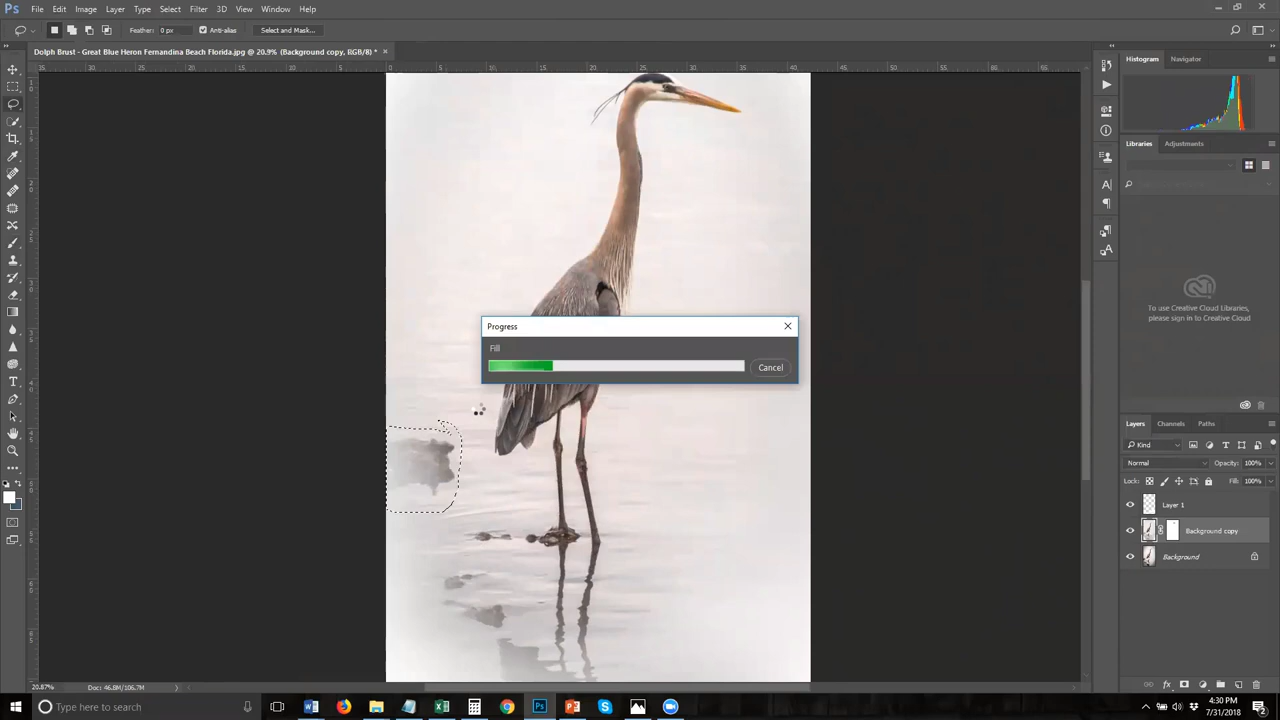 Ps File Edit Image Layer Type Select Filter 3D View Window Help
Feather: 0 px Anti-alias Select and Mask...
Dolph Brust - Great Blue Heron Fernandina Beach Florida.jpg @ 20.9% (Background copy, RGB/8) *
Histogram Navigator
Libraries Adjustments
To use Creative Cloud Libraries,
please sign in to Creative Cloud
Progress
Fill
Cancel
Layers Channels Paths
Kind
Normal Opacity: 100%
Lock: Fill: 100%
Layer 1
Background copy
Background
20.87% Doc: 46.8M/106.7M
Type here to search
4:30 PM
7/31/2018